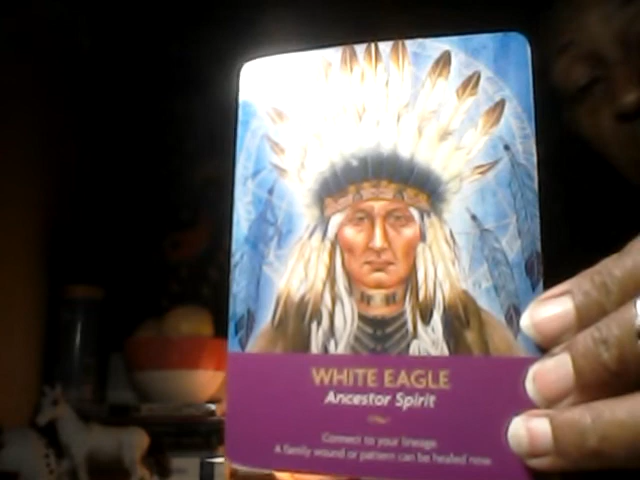 WHITE EAGLE
Ancestor Spirit
Connect to your lineage.
A family wound or pattern can be healed now.